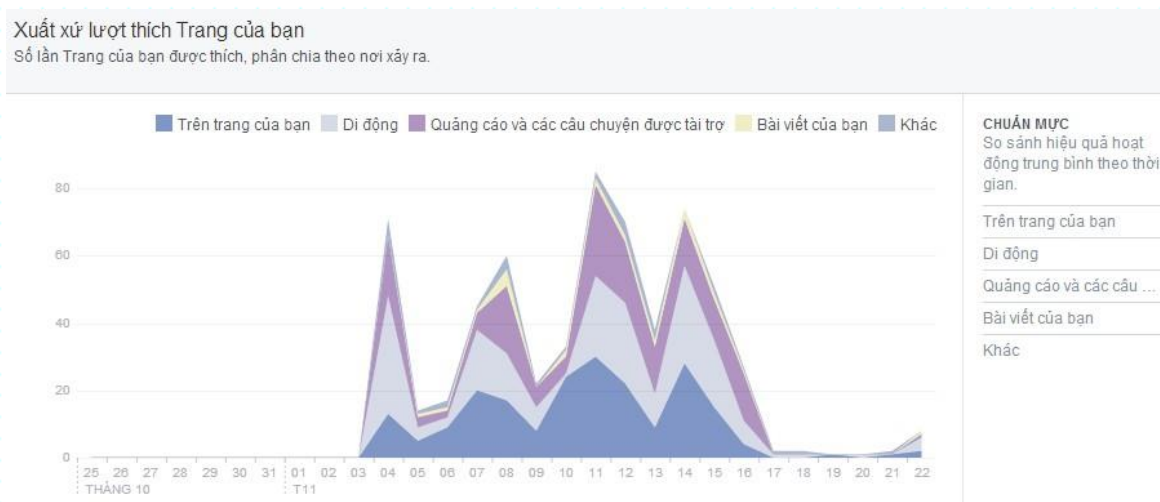 Xuất xứ lượt thích Trang của bạn
Số lần Trang của bạn được thích, phân chia theo nơi xảy ra.
Trên trang của bạn Di động Quảng cáo và các câu chuyện được tài trợ Bài viết của bạn Khác
80
60
40
20
0
25 26 27 28 29 30 31 01 02 03 04 05 06 07 08 09 10 11 12 13 14 15 16 17 18 19 20 21 22
THÁNG 10 T11
CHUẨN MỰC
So sánh hiệu quả hoạt
động trung bình theo thời
gian.
Trên trang của bạn
Di động
Quảng cáo và các câu ...
Bài viết của bạn
Khác